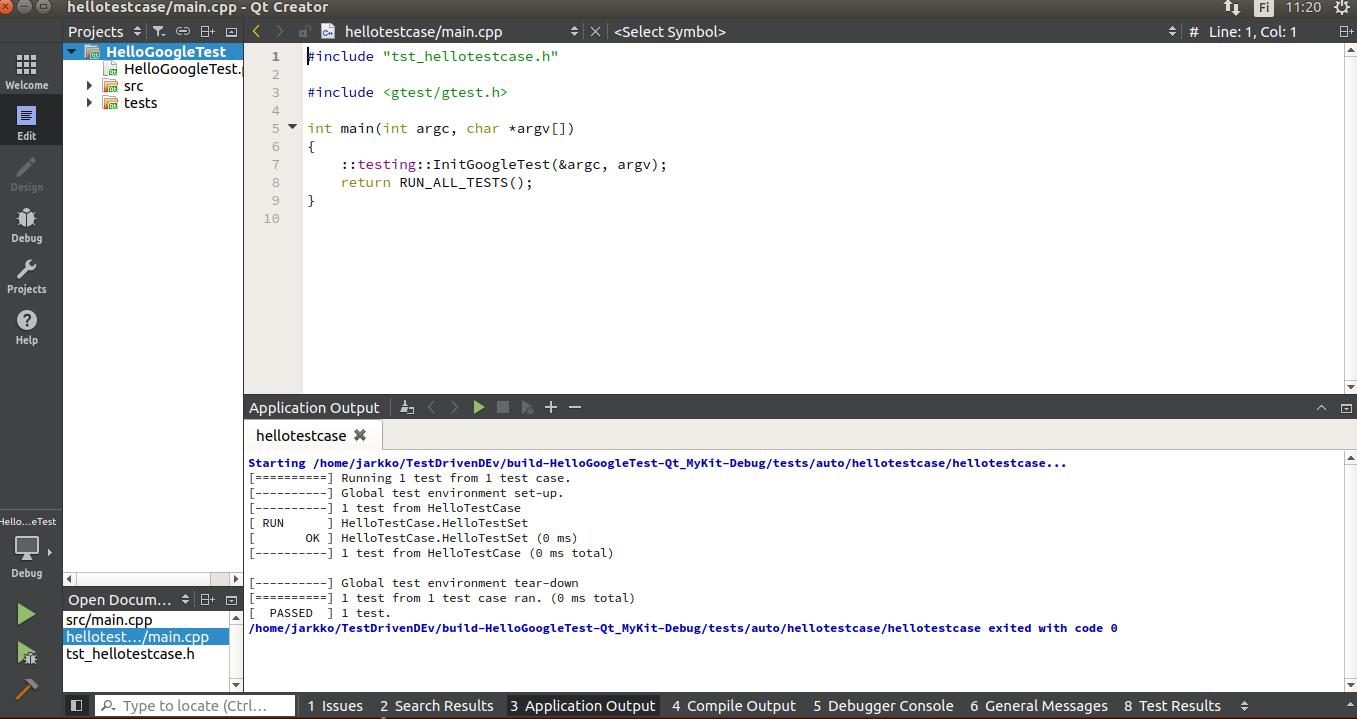 hellotestcase/main.cpp - Qt Creator
Fi 11:20
Projects
hellotestcase/main.cpp
<Select Symbol>
# Line: 1, Col: 1
Welcome
Edit
Design
Debug
Projects
Help
HelloGoogleTest
HelloGoogleTest.
src
tests
1 #include "tst_hellotestcase.h"
2
3 #include <gtest/gtest.h>
4
5 int main(int argc, char *argv[])
6 {
7     ::testing::InitGoogleTest(&argc, argv);
8     return RUN_ALL_TESTS();
9 }
10
Application Output
hellotestcase
Starting /home/jarkko/TestDrivenDEv/build-HelloGoogleTest-Qt_MyKit-Debug/tests/auto/hellotestcase/hellotestcase...
[==========] Running 1 test from 1 test case.
[----------] Global test environment set-up.
[----------] 1 test from HelloTestCase
[ RUN      ] HelloTestCase.HelloTestSet
[       OK ] HelloTestCase.HelloTestSet (0 ms)
[----------] 1 test from HelloTestCase (0 ms total)
[----------] Global test environment tear-down
[==========] 1 test from 1 test case ran. (0 ms total)
[  PASSED  ] 1 test.
/home/jarkko/TestDrivenDEv/build-HelloGoogleTest-Qt_MyKit-Debug/tests/auto/hellotestcase/hellotestcase exited with code 0
Hello...eTest
Debug
Open Docum...
src/main.cpp
hellotest.../main.cpp
tst_hellotestcase.h
Type to locate (Ctrl...
1 Issues
2 Search Results
3 Application Output
4 Compile Output
5 Debugger Console
6 General Messages
8 Test Results